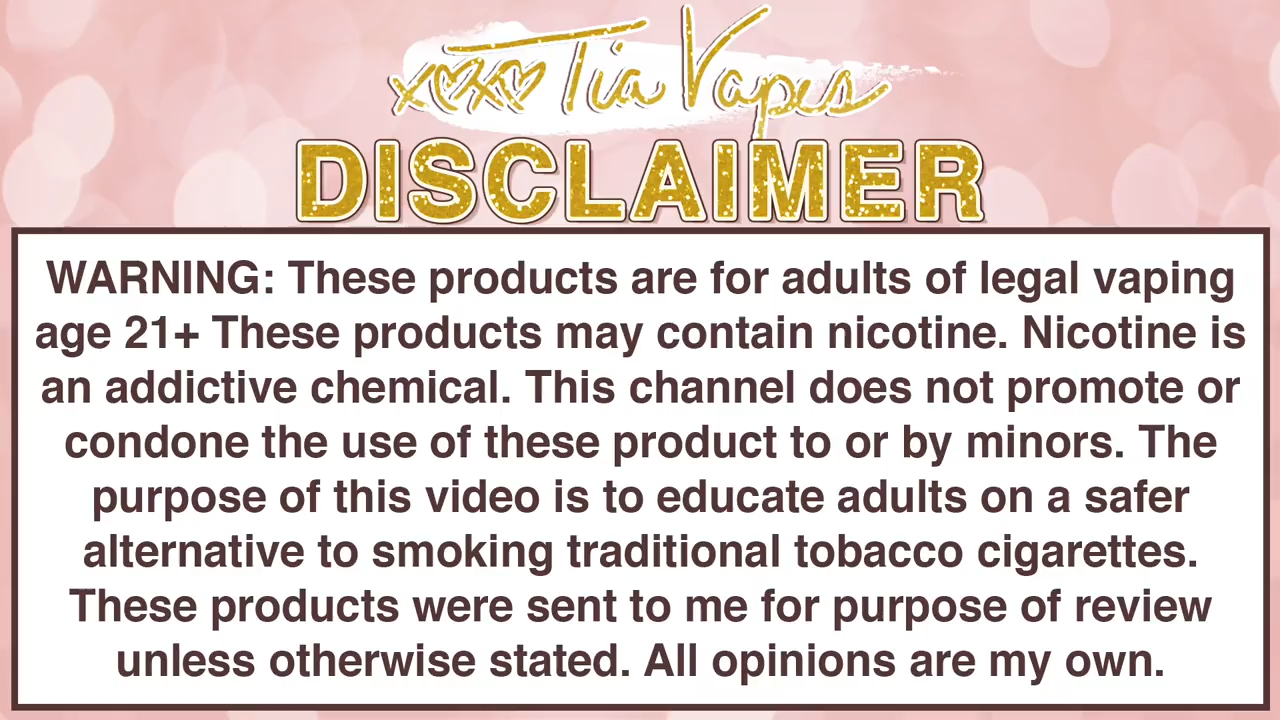 xoxo Tia Vapes
DISCLAIMER
WARNING: These products are for adults of legal vaping
age 21+ These products may contain nicotine. Nicotine is
an addictive chemical. This channel does not promote or
condone the use of these product to or by minors. The
purpose of this video is to educate adults on a safer
alternative to smoking traditional tobacco cigarettes.
These products were sent to me for purpose of review
unless otherwise stated. All opinions are my own.